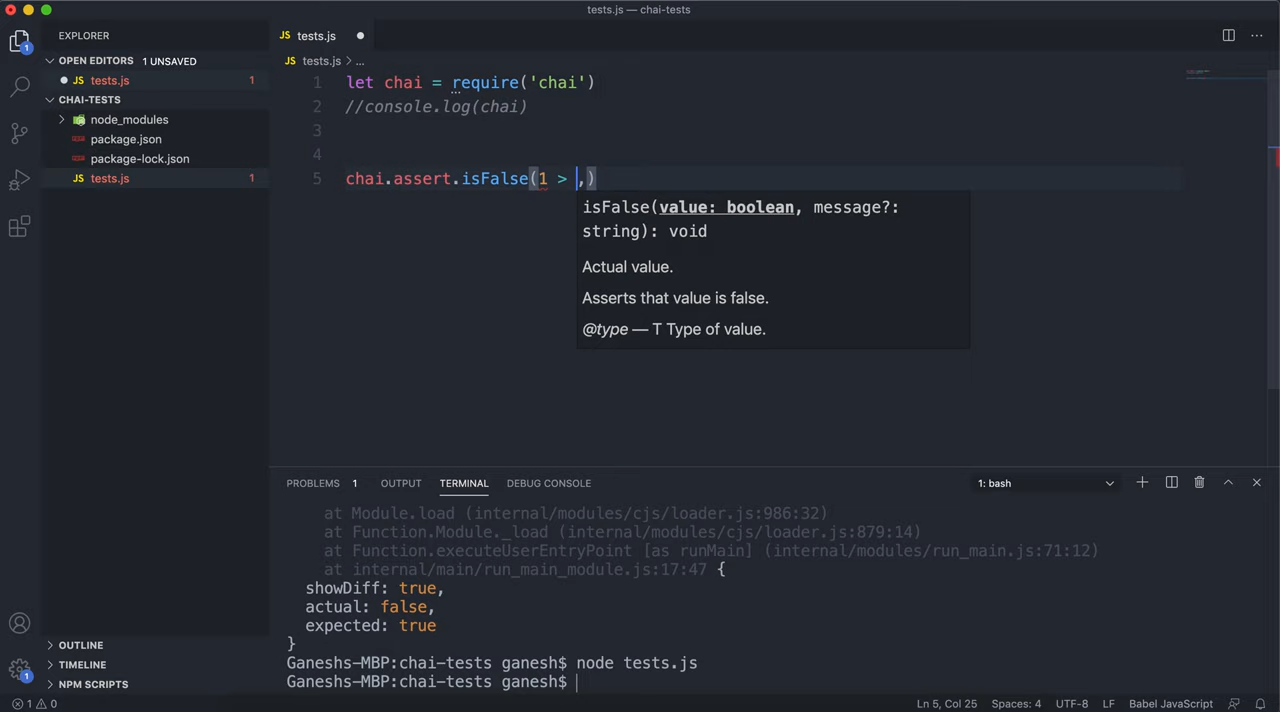 tests.js — chai-tests
EXPLORER
OPEN EDITORS 1 UNSAVED
tests.js 1
CHAI-TESTS
node_modules
package.json
package-lock.json
JS tests.js 1
OUTLINE
TIMELINE
NPM SCRIPTS
JS tests.js
JS tests.js > ...
1 let chai = require('chai')
2 //console.log(chai)
3
4
5 chai.assert.isFalse(1 > ,)
isFalse(value: boolean, message?:
string): void
Actual value.
Asserts that value is false.
@type — T Type of value.
PROBLEMS 1 OUTPUT TERMINAL DEBUG CONSOLE 1: bash
at Module.load (internal/modules/cjs/loader.js:986:32)
at Function.Module._load (internal/modules/cjs/loader.js:879:14)
at Function.executeUserEntryPoint [as runMain] (internal/modules/run_main.js:71:12)
at internal/main/run_main_module.js:17:47 {
showDiff: true,
actual: false,
expected: true
}
Ganeshs-MBP:chai-tests ganesh$ node tests.js
Ganeshs-MBP:chai-tests ganesh$
1 0 Ln 5, Col 25 Spaces: 4 UTF-8 LF Babel JavaScript